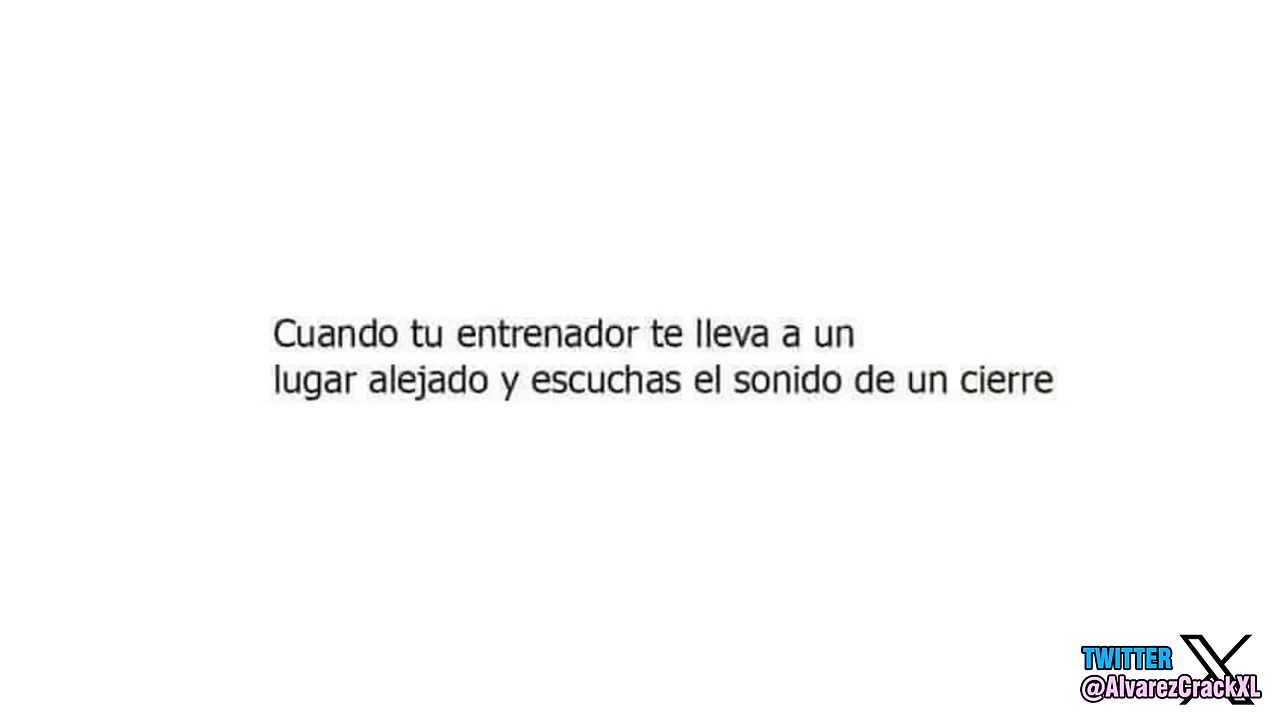 Cuando tu entrenador te lleva a un
lugar alejado y escuchas el sonido de un cierre
TWITTER
@AlvarezCrackXL